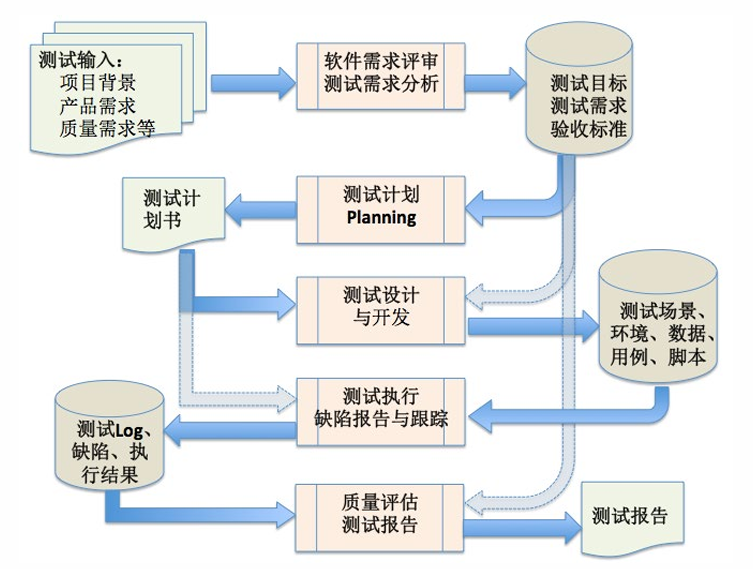 测试输入：
项目背景
产品需求
质量需求等
软件需求评审
测试需求分析
测试目标
测试需求
验收标准
测试计
划书
测试计划
Planning
测试设计
与开发
测试场景、
环境、数据、
用例、脚本
测试执行
缺陷报告与跟踪
测试Log、
缺陷、执
行结果
质量评估
测试报告
测试报告